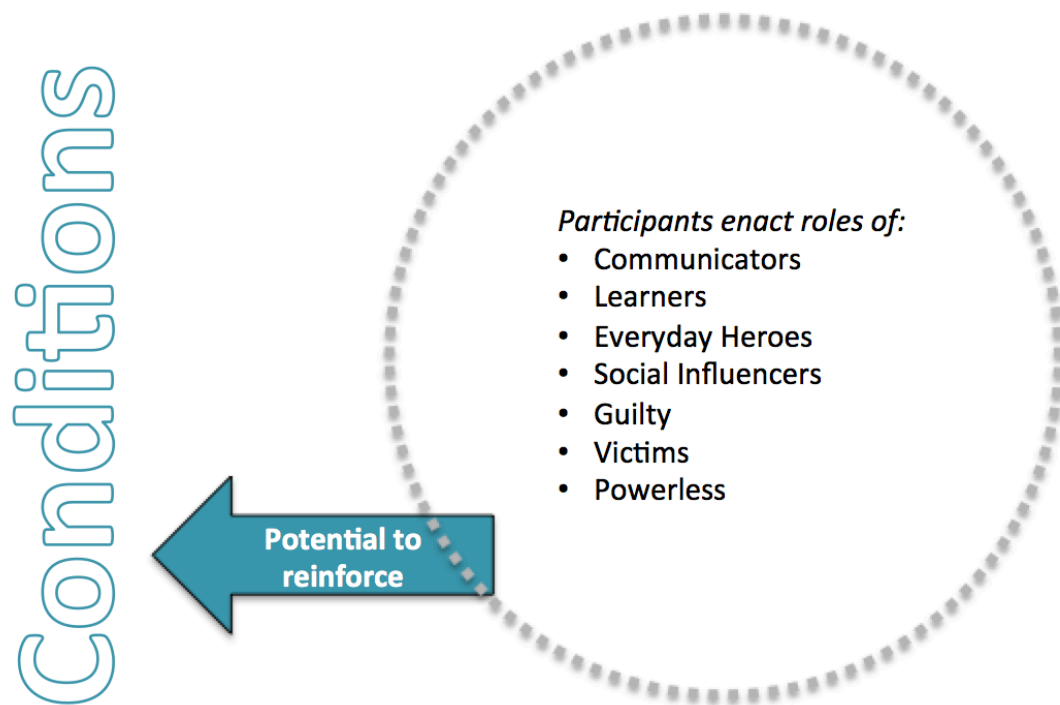 Conditions
Participants enact roles of:
• Communicators
• Learners
• Everyday Heroes
• Social Influencers
• Guilty
• Victims
• Powerless
Potential to
reinforce